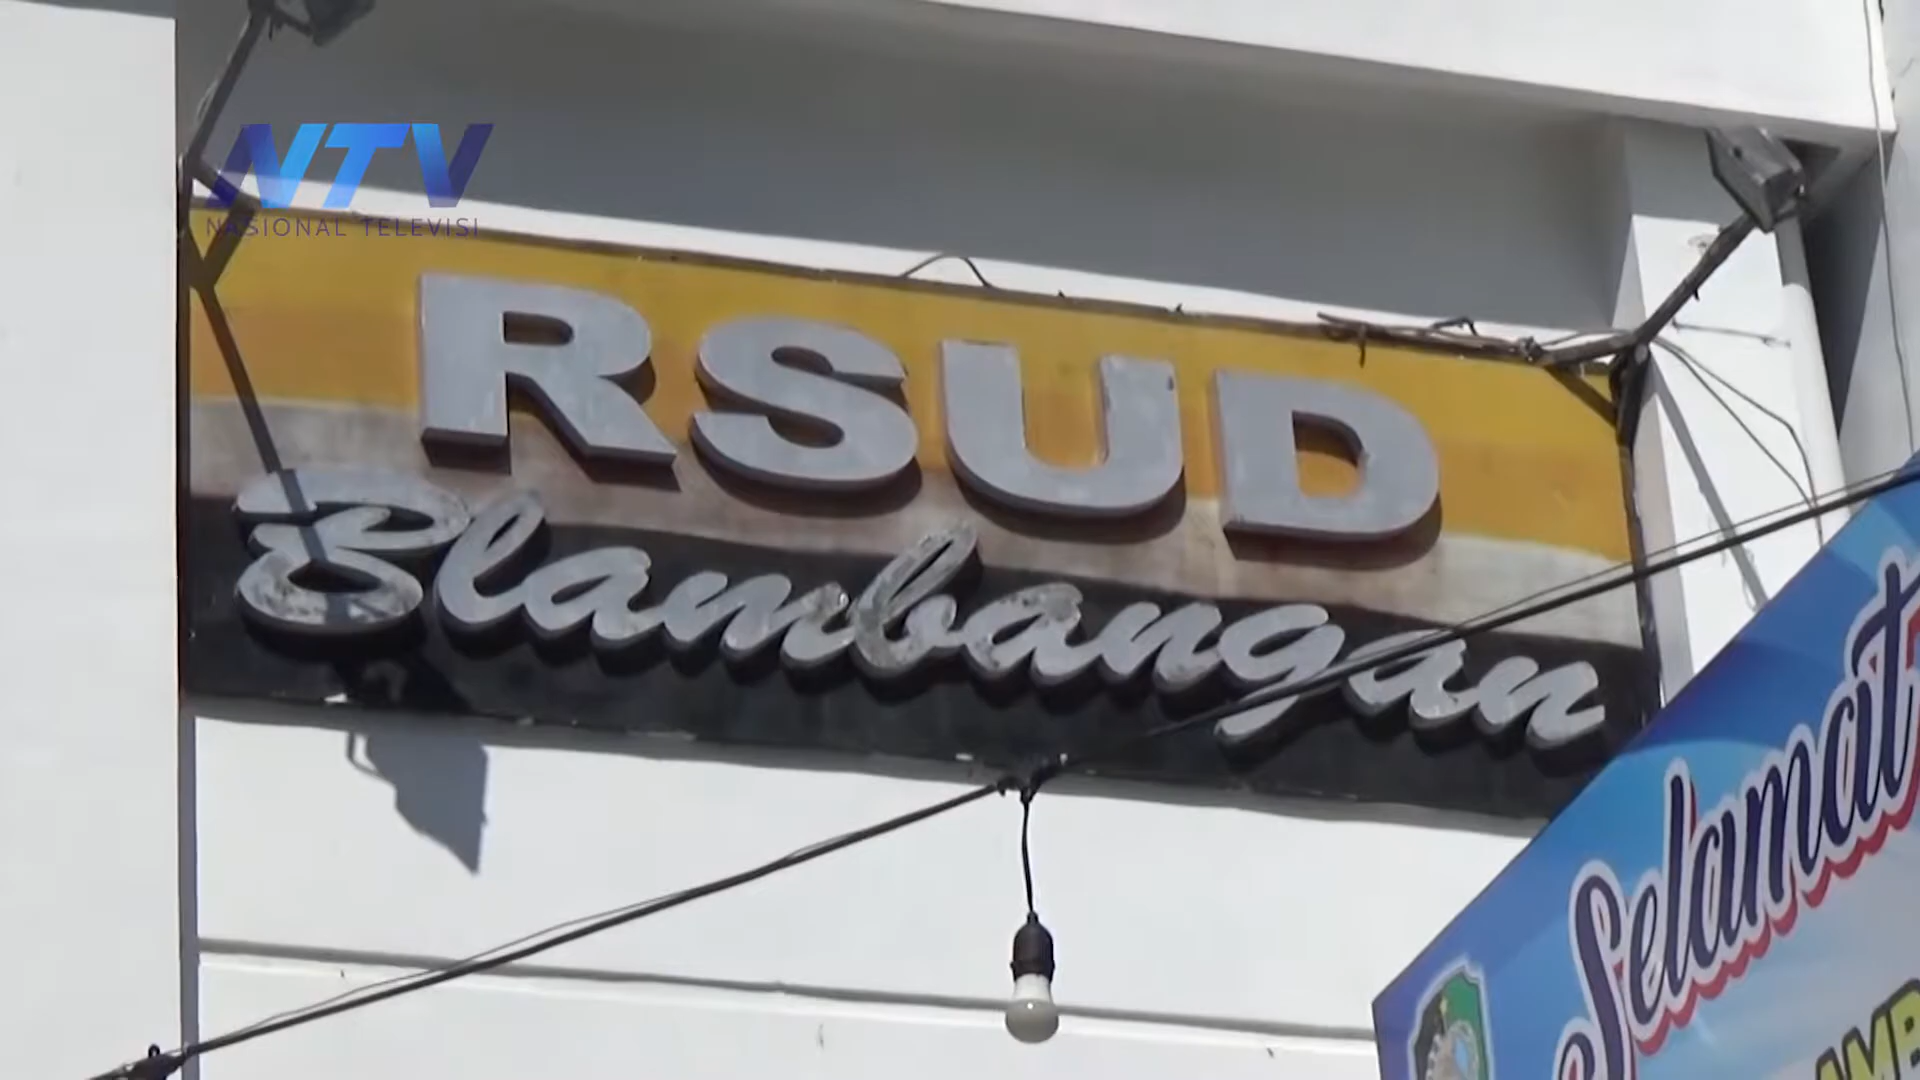 NTV
NASIONAL TELEVISI
RSUD
Blambangan
Selamat